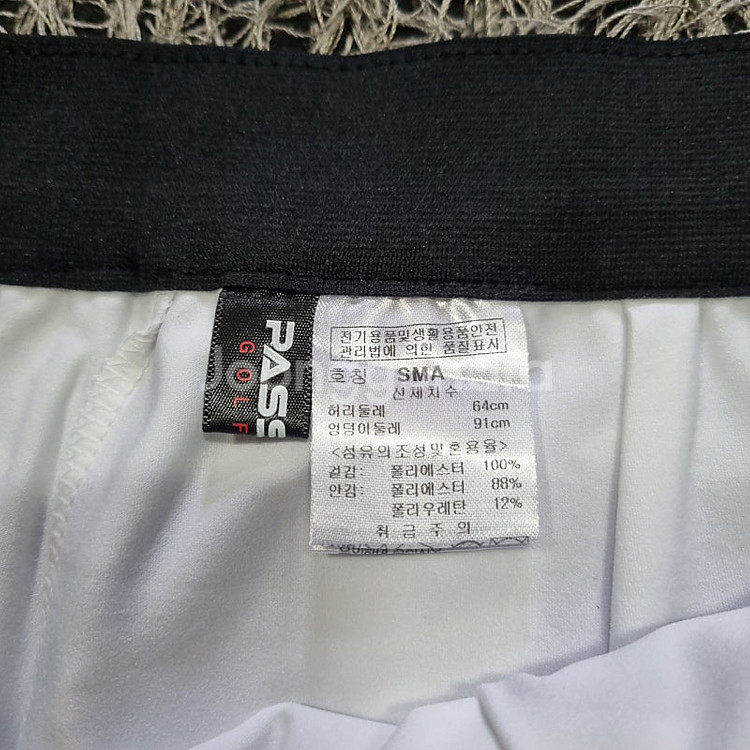 PASS
GOLF
전기용품및생활용품안전
관리법에 의한 품질표시
호칭 SMA
신체치수
허리둘레 64cm
엉덩이둘레 91cm
<섬유의조성및혼용율>
겉감: 폴리에스터 100%
안감: 폴리에스터 88%
폴리우레탄 12%
취급주의